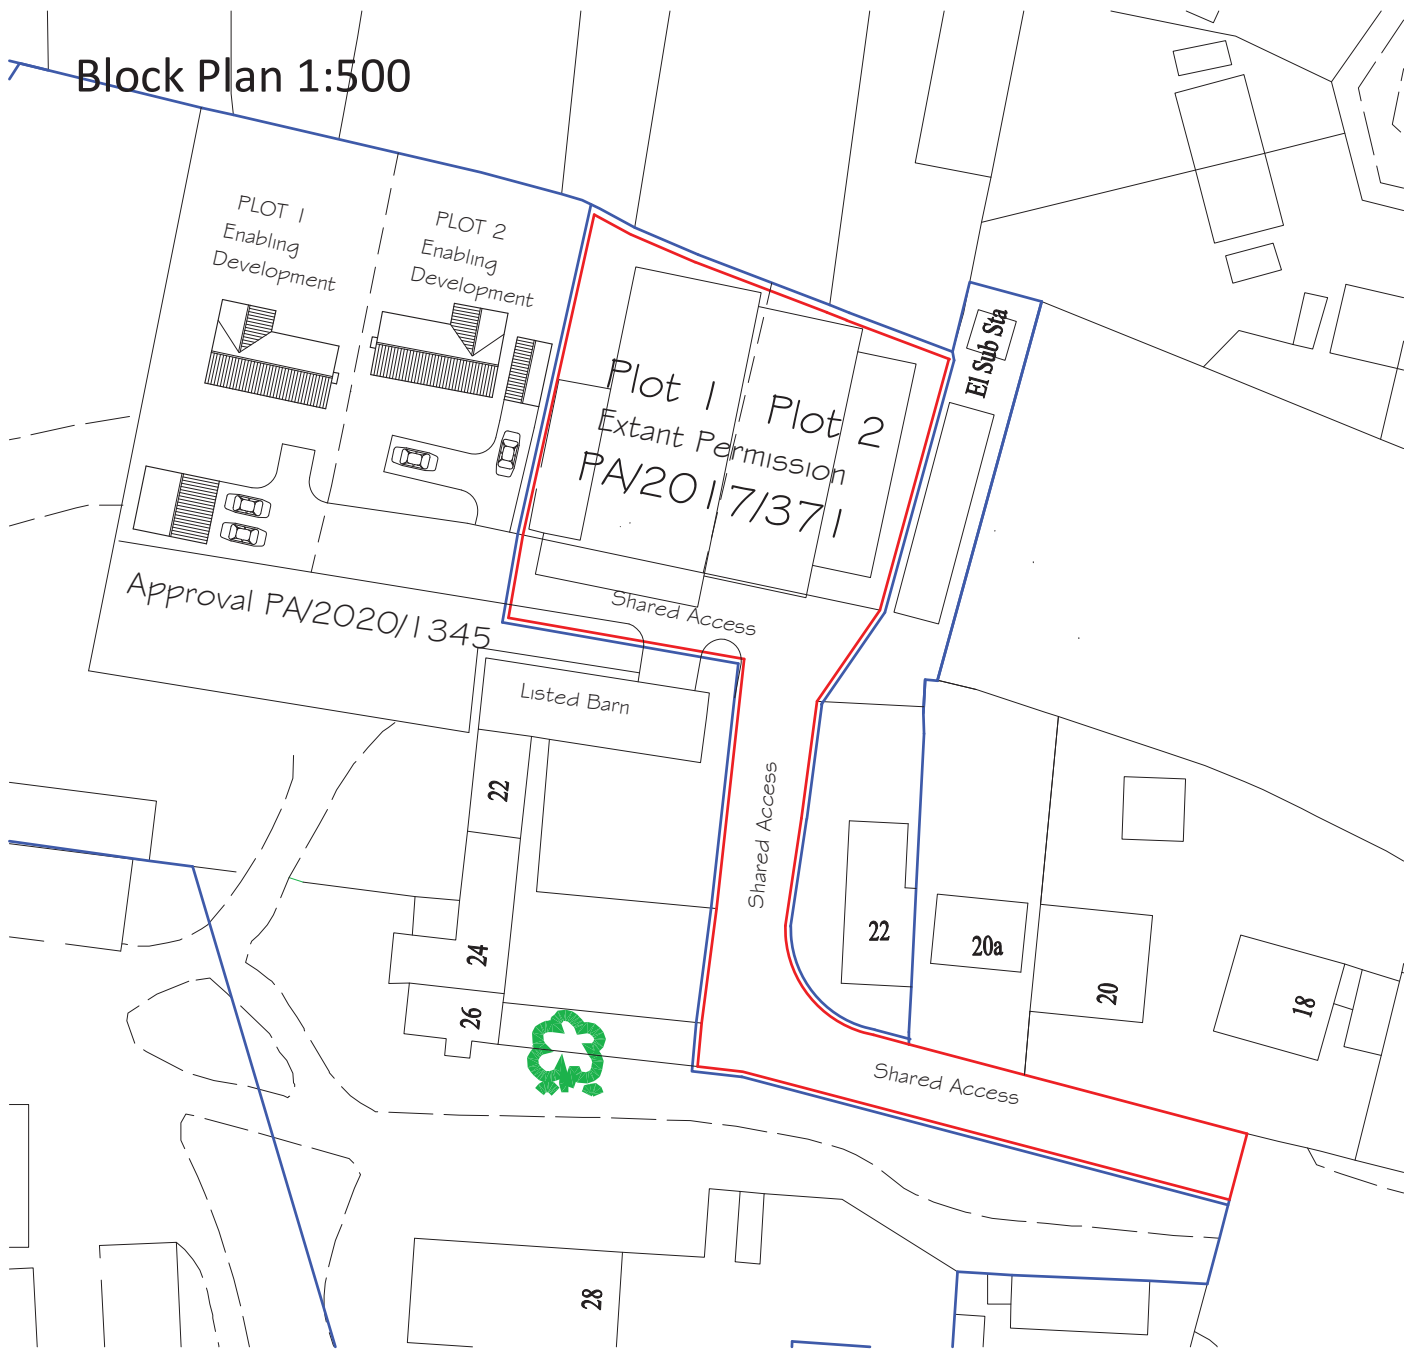 Block Plan 1:500
PLOT 1
Enabling
Development
PLOT 2
Enabling
Development
El Sub Sta
Plot 1
Plot 2
Extant Permission
PA/2017/371
Approval PA/2020/1345
Shared Access
Listed Barn
22
Shared Access
24
26
22
20a
20
18
Shared Access
28